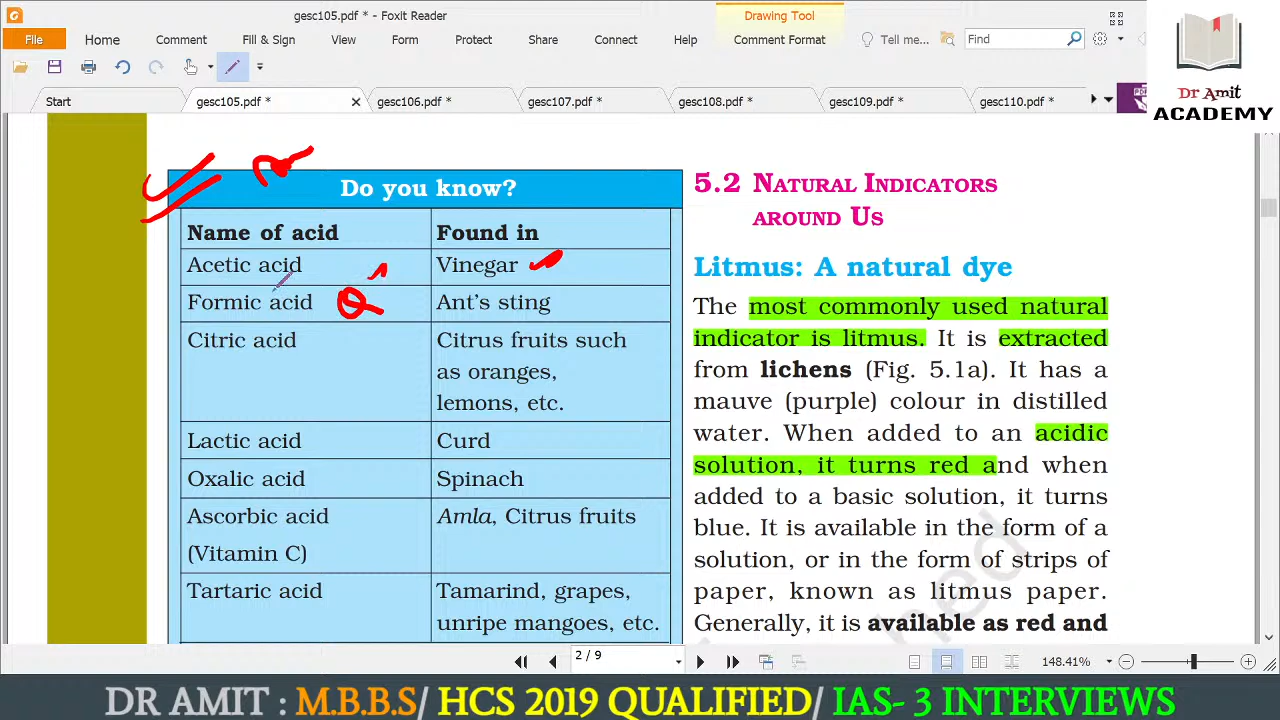 gesc105.pdf * - Foxit Reader
Drawing Tool
File Home Comment Fill & Sign View Form Protect Share Connect Help Comment Format Tell me... Find
Start gesc105.pdf * gesc106.pdf * gesc107.pdf * gesc108.pdf * gesc109.pdf * gesc110.pdf *
Dr Amit
ACADEMY
Do you know?
Name of acid Found in
Acetic acid Vinegar
Formic acid Ant's sting
Citric acid Citrus fruits such
as oranges,
lemons, etc.
Lactic acid Curd
Oxalic acid Spinach
Ascorbic acid Amla, Citrus fruits
(Vitamin C)
Tartaric acid Tamarind, grapes,
unripe mangoes, etc.
5.2 NATURAL INDICATORS
AROUND US
Litmus: A natural dye
The most commonly used natural
indicator is litmus. It is extracted
from lichens (Fig. 5.1a). It has a
mauve (purple) colour in distilled
water. When added to an acidic
solution, it turns red and when
added to a basic solution, it turns
blue. It is available in the form of a
solution, or in the form of strips of
paper, known as litmus paper.
Generally, it is available as red and
2 / 9
148.41%
DR AMIT : M.B.B.S/ HCS 2019 QUALIFIED/ IAS- 3 INTERVIEWS